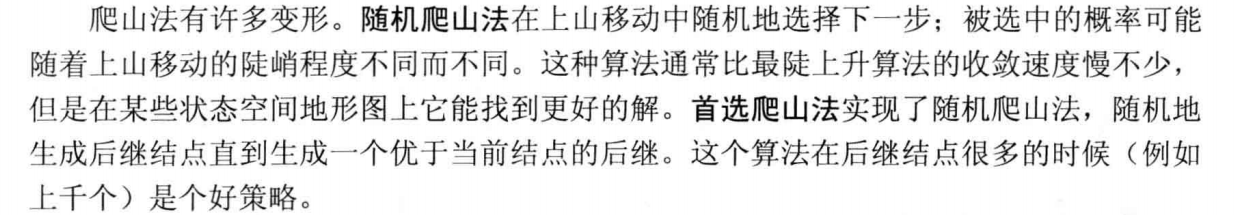 爬山法有许多变形。随机爬山法在上山移动中随机地选择下一步；被选中的概率可能
随着上山移动的陡峭程度不同而不同。这种算法通常比最陡上升算法的收敛速度慢不少，
但是在某些状态空间地形图上它能找到更好的解。首选爬山法实现了随机爬山法，随机地
生成后继结点直到生成一个优于当前结点的后继。这个算法在后继结点很多的时候（例如
上千个）是个好策略。